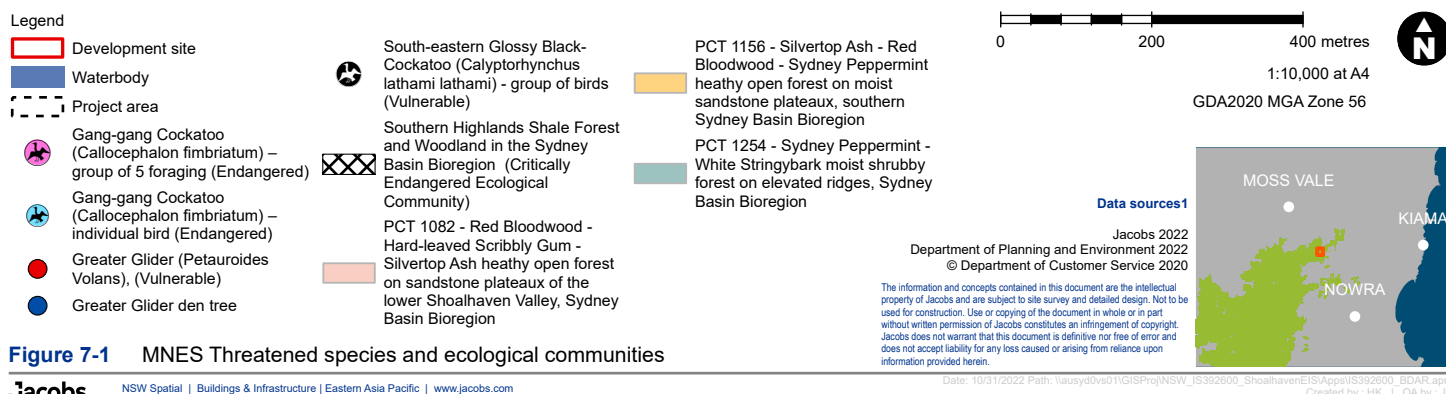 Legend
Development site
Waterbody
Project area
Gang-gang Cockatoo
(Callocephalon fimbriatum) –
group of 5 foraging (Endangered)
Gang-gang Cockatoo
(Callocephalon fimbriatum) –
individual bird (Endangered)
Greater Glider (Petauroides
Volans), (Vulnerable)
Greater Glider den tree
South-eastern Glossy Black-
Cockatoo (Calyptorhynchus
lathami lathami) - group of birds
(Vulnerable)
Southern Highlands Shale Forest
and Woodland in the Sydney
Basin Bioregion (Critically
Endangered Ecological
Community)
PCT 1082 - Red Bloodwood -
Hard-leaved Scribbly Gum -
Silvertop Ash heathy open forest
on sandstone plateaux of the
lower Shoalhaven Valley, Sydney
Basin Bioregion
PCT 1156 - Silvertop Ash - Red
Bloodwood - Sydney Peppermint
heathy open forest on moist
sandstone plateaux, southern
Sydney Basin Bioregion
PCT 1254 - Sydney Peppermint -
White Stringybark moist shrubby
forest on elevated ridges, Sydney
Basin Bioregion
0 200 400 metres
N
1:10,000 at A4
GDA2020 MGA Zone 56
MOSS VALE
KIAMA
NOWRA
Data sources1
Jacobs 2022
Department of Planning and Environment 2022
© Department of Customer Service 2020
The information and concepts contained in this document are the intellectual
property of Jacobs and are subject to site survey and detailed design. Not to be
used for construction. Use or copying of the document in whole or in part
without written permission of Jacobs constitutes an infringement of copyright.
Jacobs does not warrant that this document is definitive nor free of error and
does not accept liability for any loss caused or arising from reliance upon
information provided herein.
Figure 7-1 MNES Threatened species and ecological communities
Jacobs
NSW Spatial | Buildings & Infrastructure | Eastern Asia Pacific | www.jacobs.com
Date: 10/31/2022 Path: \\ausyd0vs01\GISProj\NSW_IS392600_ShoalhavenEIS\Apps\IS392600_BDAR.apr
Created by : HK | QA by :